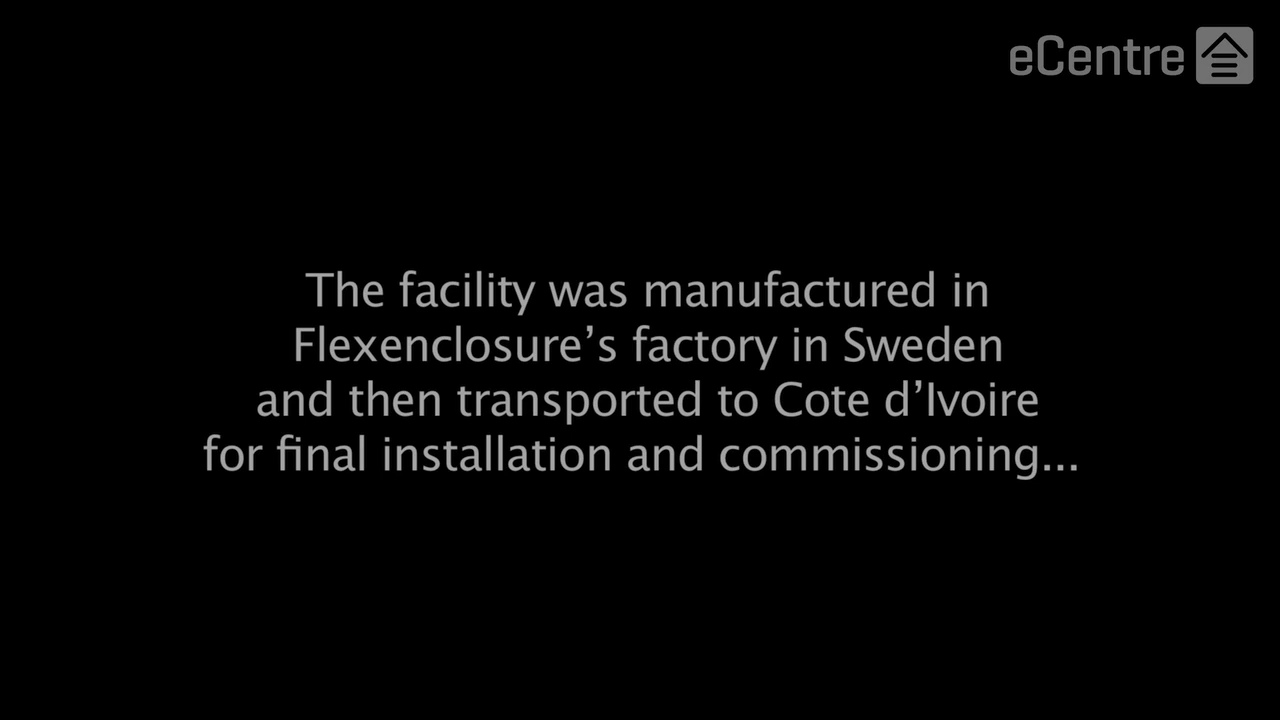 eCentre
The facility was manufactured in
Flexenclosure’s factory in Sweden
and then transported to Cote d’Ivoire
for final installation and commissioning...